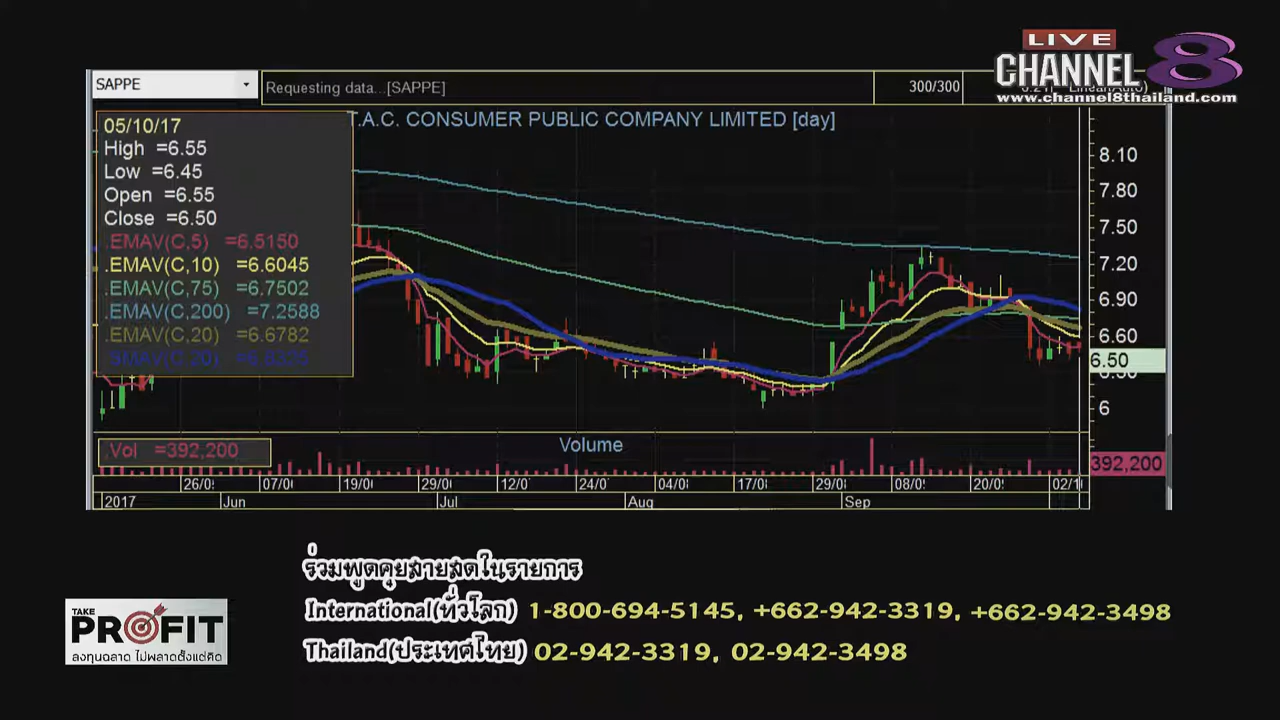 LIVE
CHANNEL 8
www.channel8thailand.com
SAPPE
Requesting data...[SAPPE]
300/300
T.A.C. CONSUMER PUBLIC COMPANY LIMITED [day]
05/10/17
High =6.55
Low =6.45
Open =6.55
Close =6.50
.EMAV(C,5) =6.5150
.EMAV(C,10) =6.6045
.EMAV(C,75) =6.7502
.EMAV(C,200) =7.2588
.EMAV(C,20) =6.6782
8.10
7.80
7.50
7.20
6.90
6.60
6.50
6
.Vol =392,200
Volume
392,200
19/0
29/0
12/0
24/0
04/0
17/0
29/0
08/0
20/0
02/1
2017
Jun
Jul
Aug
Sep
ร่วมพูดคุยสายสดในรายการ
International(ทั่วโลก) 1-800-694-5145, +662-942-3319, +662-942-3498
Thailand(ประเทศไทย) 02-942-3319, 02-942-3498
TAKE
PROFIT
ลงทุนฉลาด ไม่พลาดตั้งแต่คิด